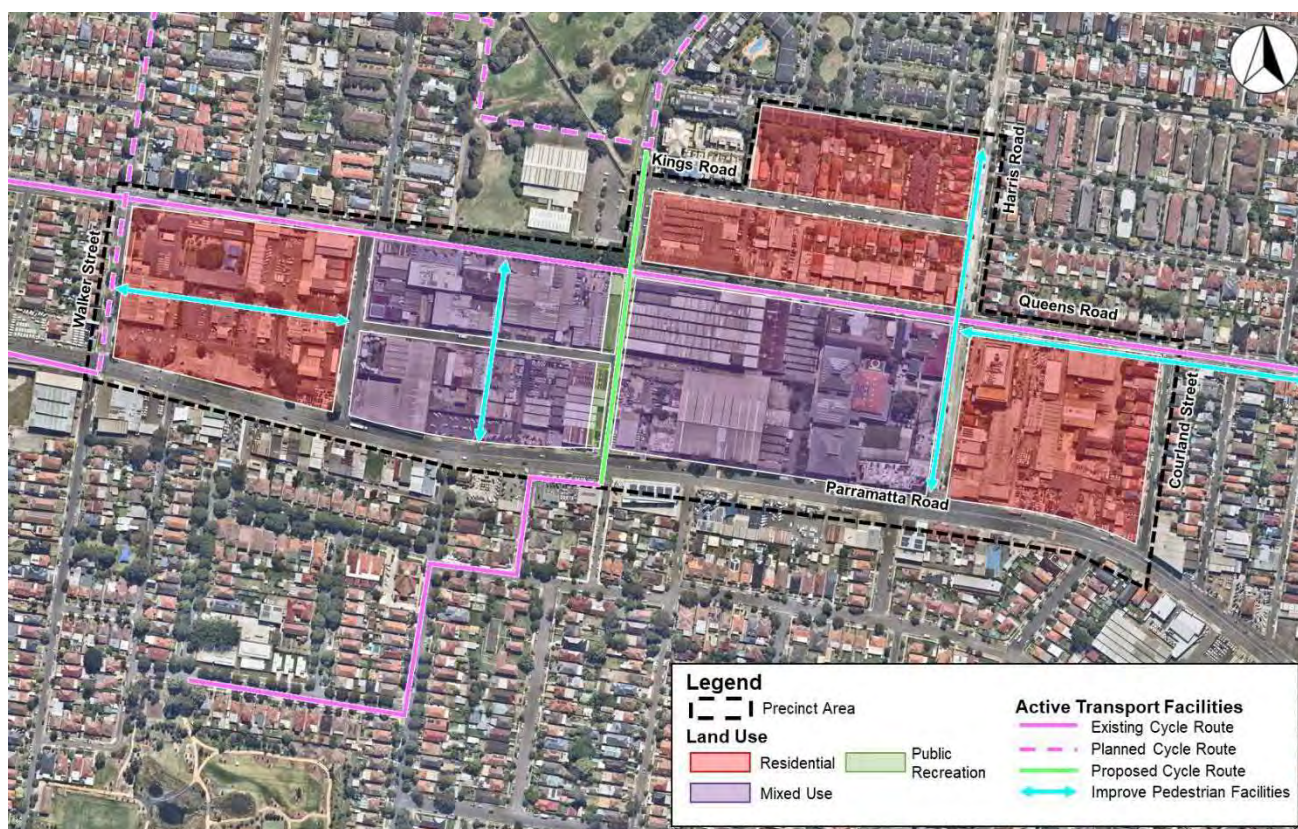 Kings Road
Harris Road
Walker Street
Queens Road
Courland Street
Parramatta Road
Legend
Precinct Area
Land Use
Residential
Public
Recreation
Mixed Use
Active Transport Facilities
Existing Cycle Route
Planned Cycle Route
Proposed Cycle Route
Improve Pedestrian Facilities